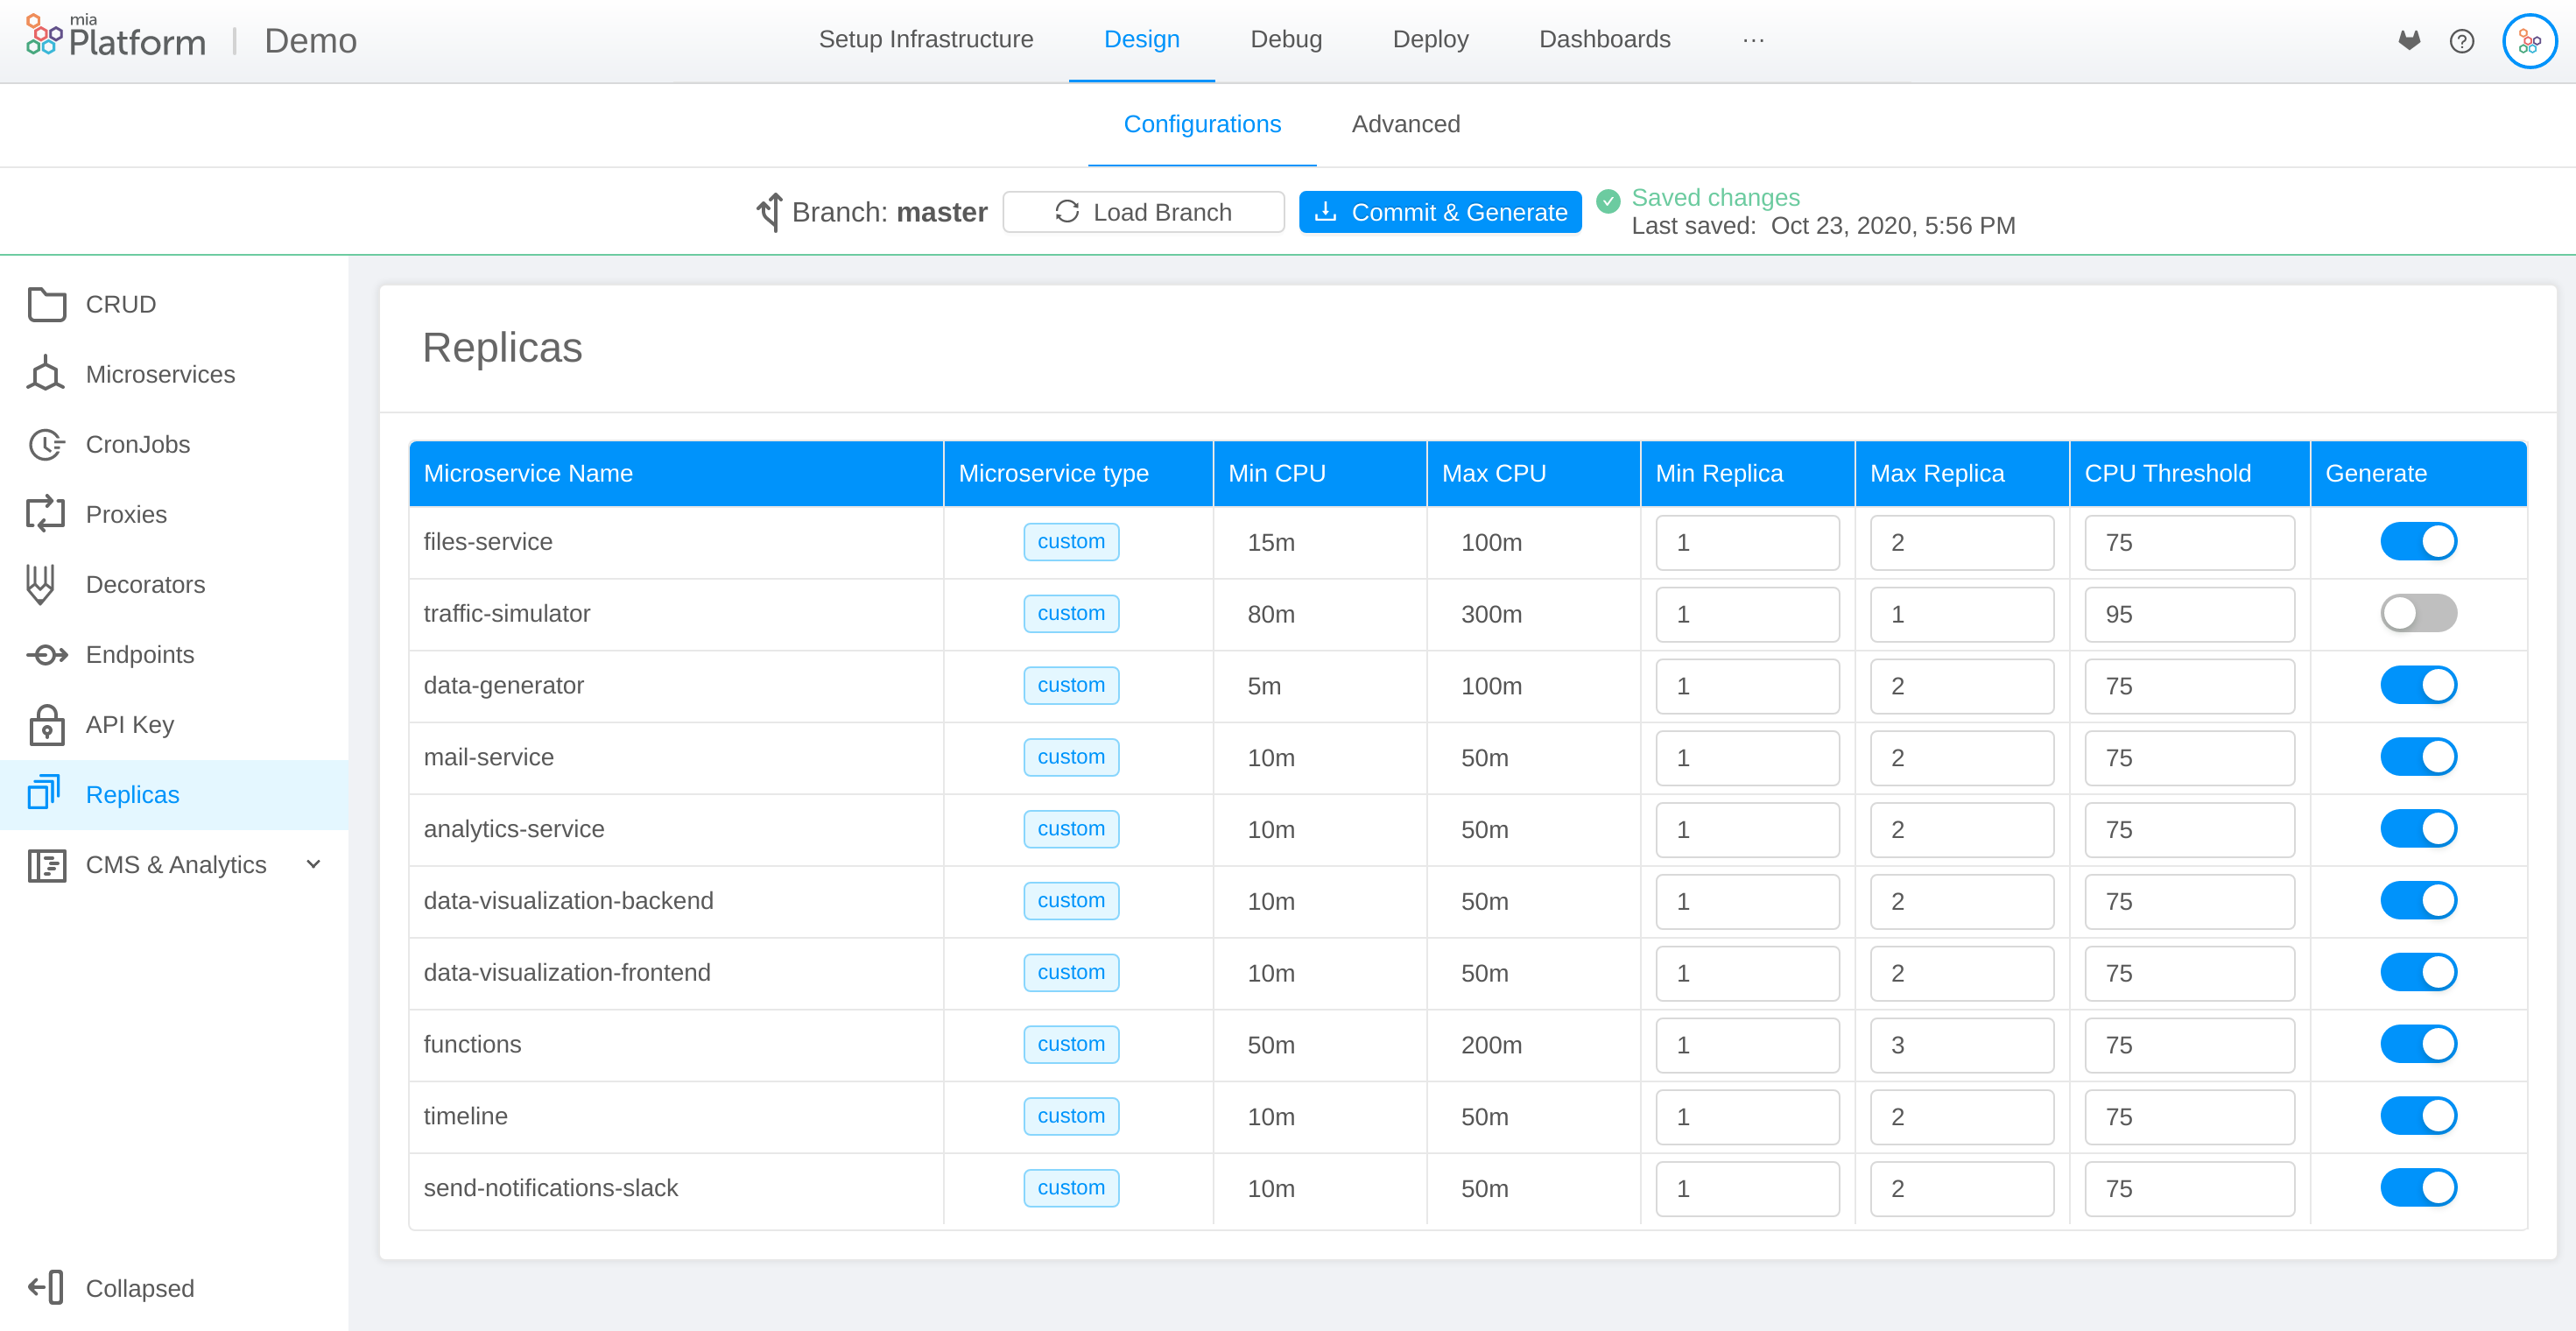 mia
Platform | Demo
Setup Infrastructure Design Debug Deploy Dashboards ···
Configurations Advanced
Branch: master Load Branch Commit & Generate Saved changes
Last saved: Oct 23, 2020, 5:56 PM
CRUD
Microservices
CronJobs
Proxies
Decorators
Endpoints
API Key
Replicas
CMS & Analytics
Collapsed
Replicas
Microservice Name Microservice type Min CPU Max CPU Min Replica Max Replica CPU Threshold Generate
files-service custom 15m 100m 1 2 75
traffic-simulator custom 80m 300m 1 1 95
data-generator custom 5m 100m 1 2 75
mail-service custom 10m 50m 1 2 75
analytics-service custom 10m 50m 1 2 75
data-visualization-backend custom 10m 50m 1 2 75
data-visualization-frontend custom 10m 50m 1 2 75
functions custom 50m 200m 1 3 75
timeline custom 10m 50m 1 2 75
send-notifications-slack custom 10m 50m 1 2 75